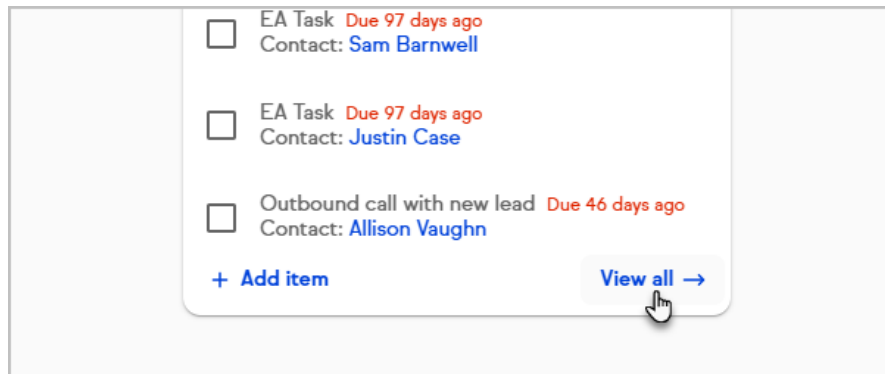 EA Task Due 97 days ago
Contact: Sam Barnwell
EA Task Due 97 days ago
Contact: Justin Case
Outbound call with new lead Due 46 days ago
Contact: Allison Vaughn
+ Add item View all →